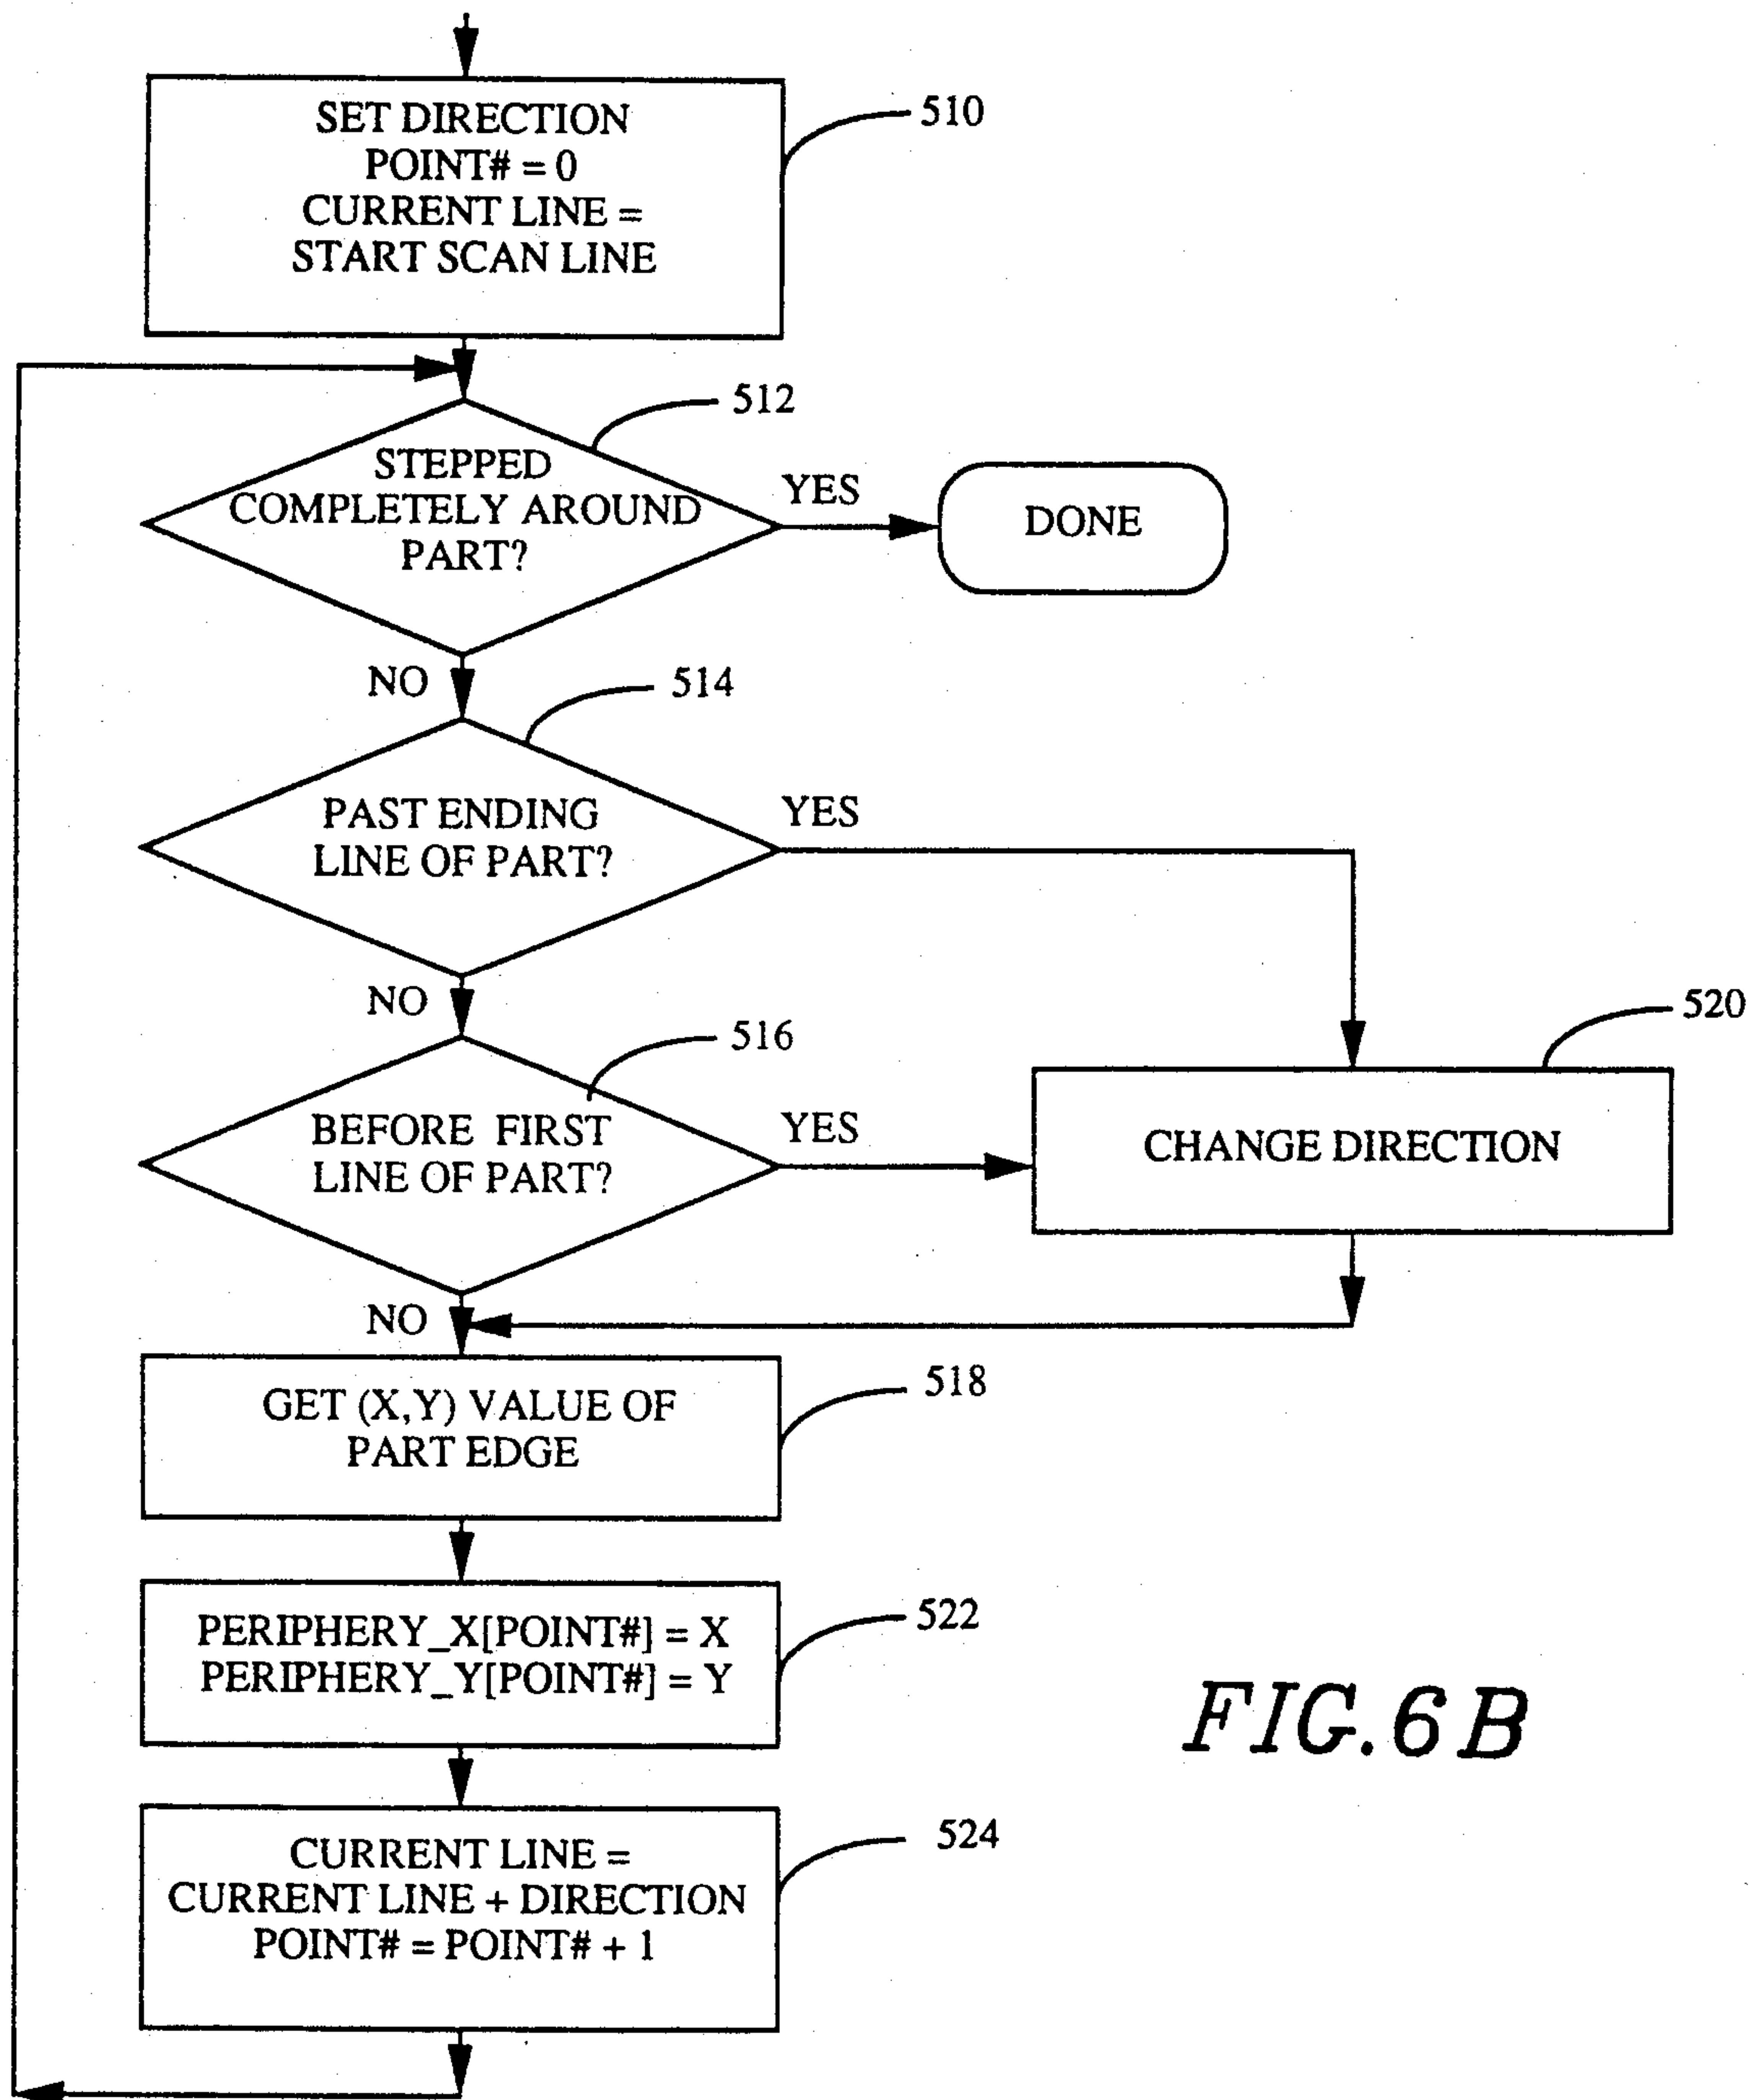 SET DIRECTION
POINT# = 0
CURRENT LINE =
START SCAN LINE
510
512
STEPPED
COMPLETELY AROUND
PART?
YES
DONE
NO
514
PAST ENDING
LINE OF PART?
YES
NO
516
BEFORE FIRST
LINE OF PART?
YES
520
CHANGE DIRECTION
NO
GET (X,Y) VALUE OF
PART EDGE
518
PERIPHERY_X[POINT#] = X
PERIPHERY_Y[POINT#] = Y
522
FIG.6B
CURRENT LINE =
CURRENT LINE + DIRECTION
POINT# = POINT# + 1
524